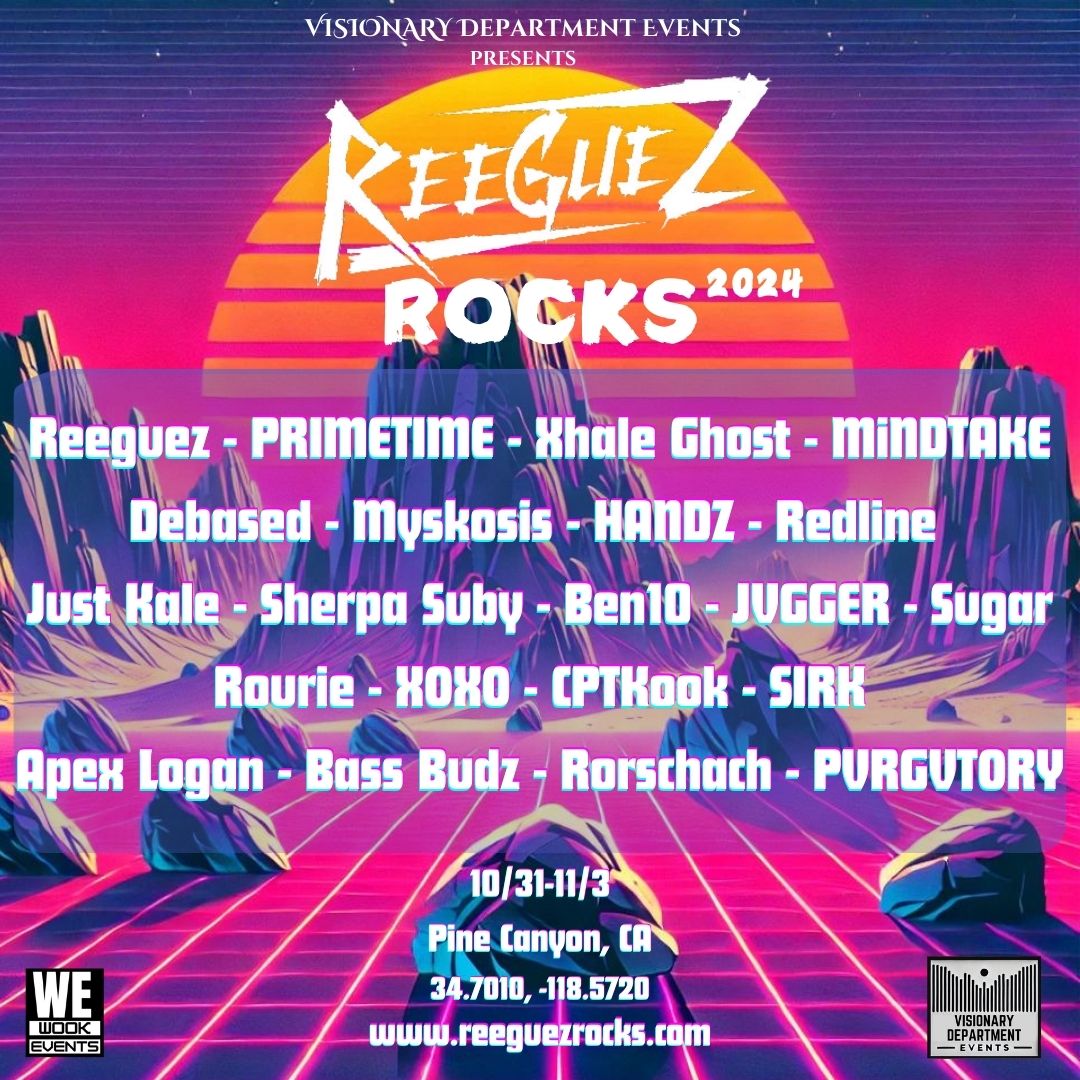 VISIONARY DEPARTMENT EVENTS
PRESENTS
REEGUEZ
ROCKS 2024
Reeguez - PRIMETIME - Xhale Ghost - MiNDTAKE
Debased - Myskosis - HANDZ - Redline
Just Kale - Sherpa Suby - Ben10 - JVGGER - Sugar
Rovrie - XOXO - CPTKook - SIRK
Apex Logan - Bass Budz - Rorschach - PVRGVTORY
10/31-11/3
Pine Canyon, CA
34.7010, -118.5720
www.reeguezrocks.com
WE
WOOK
EVENTS
VISIONARY
DEPARTMENT
EVENTS